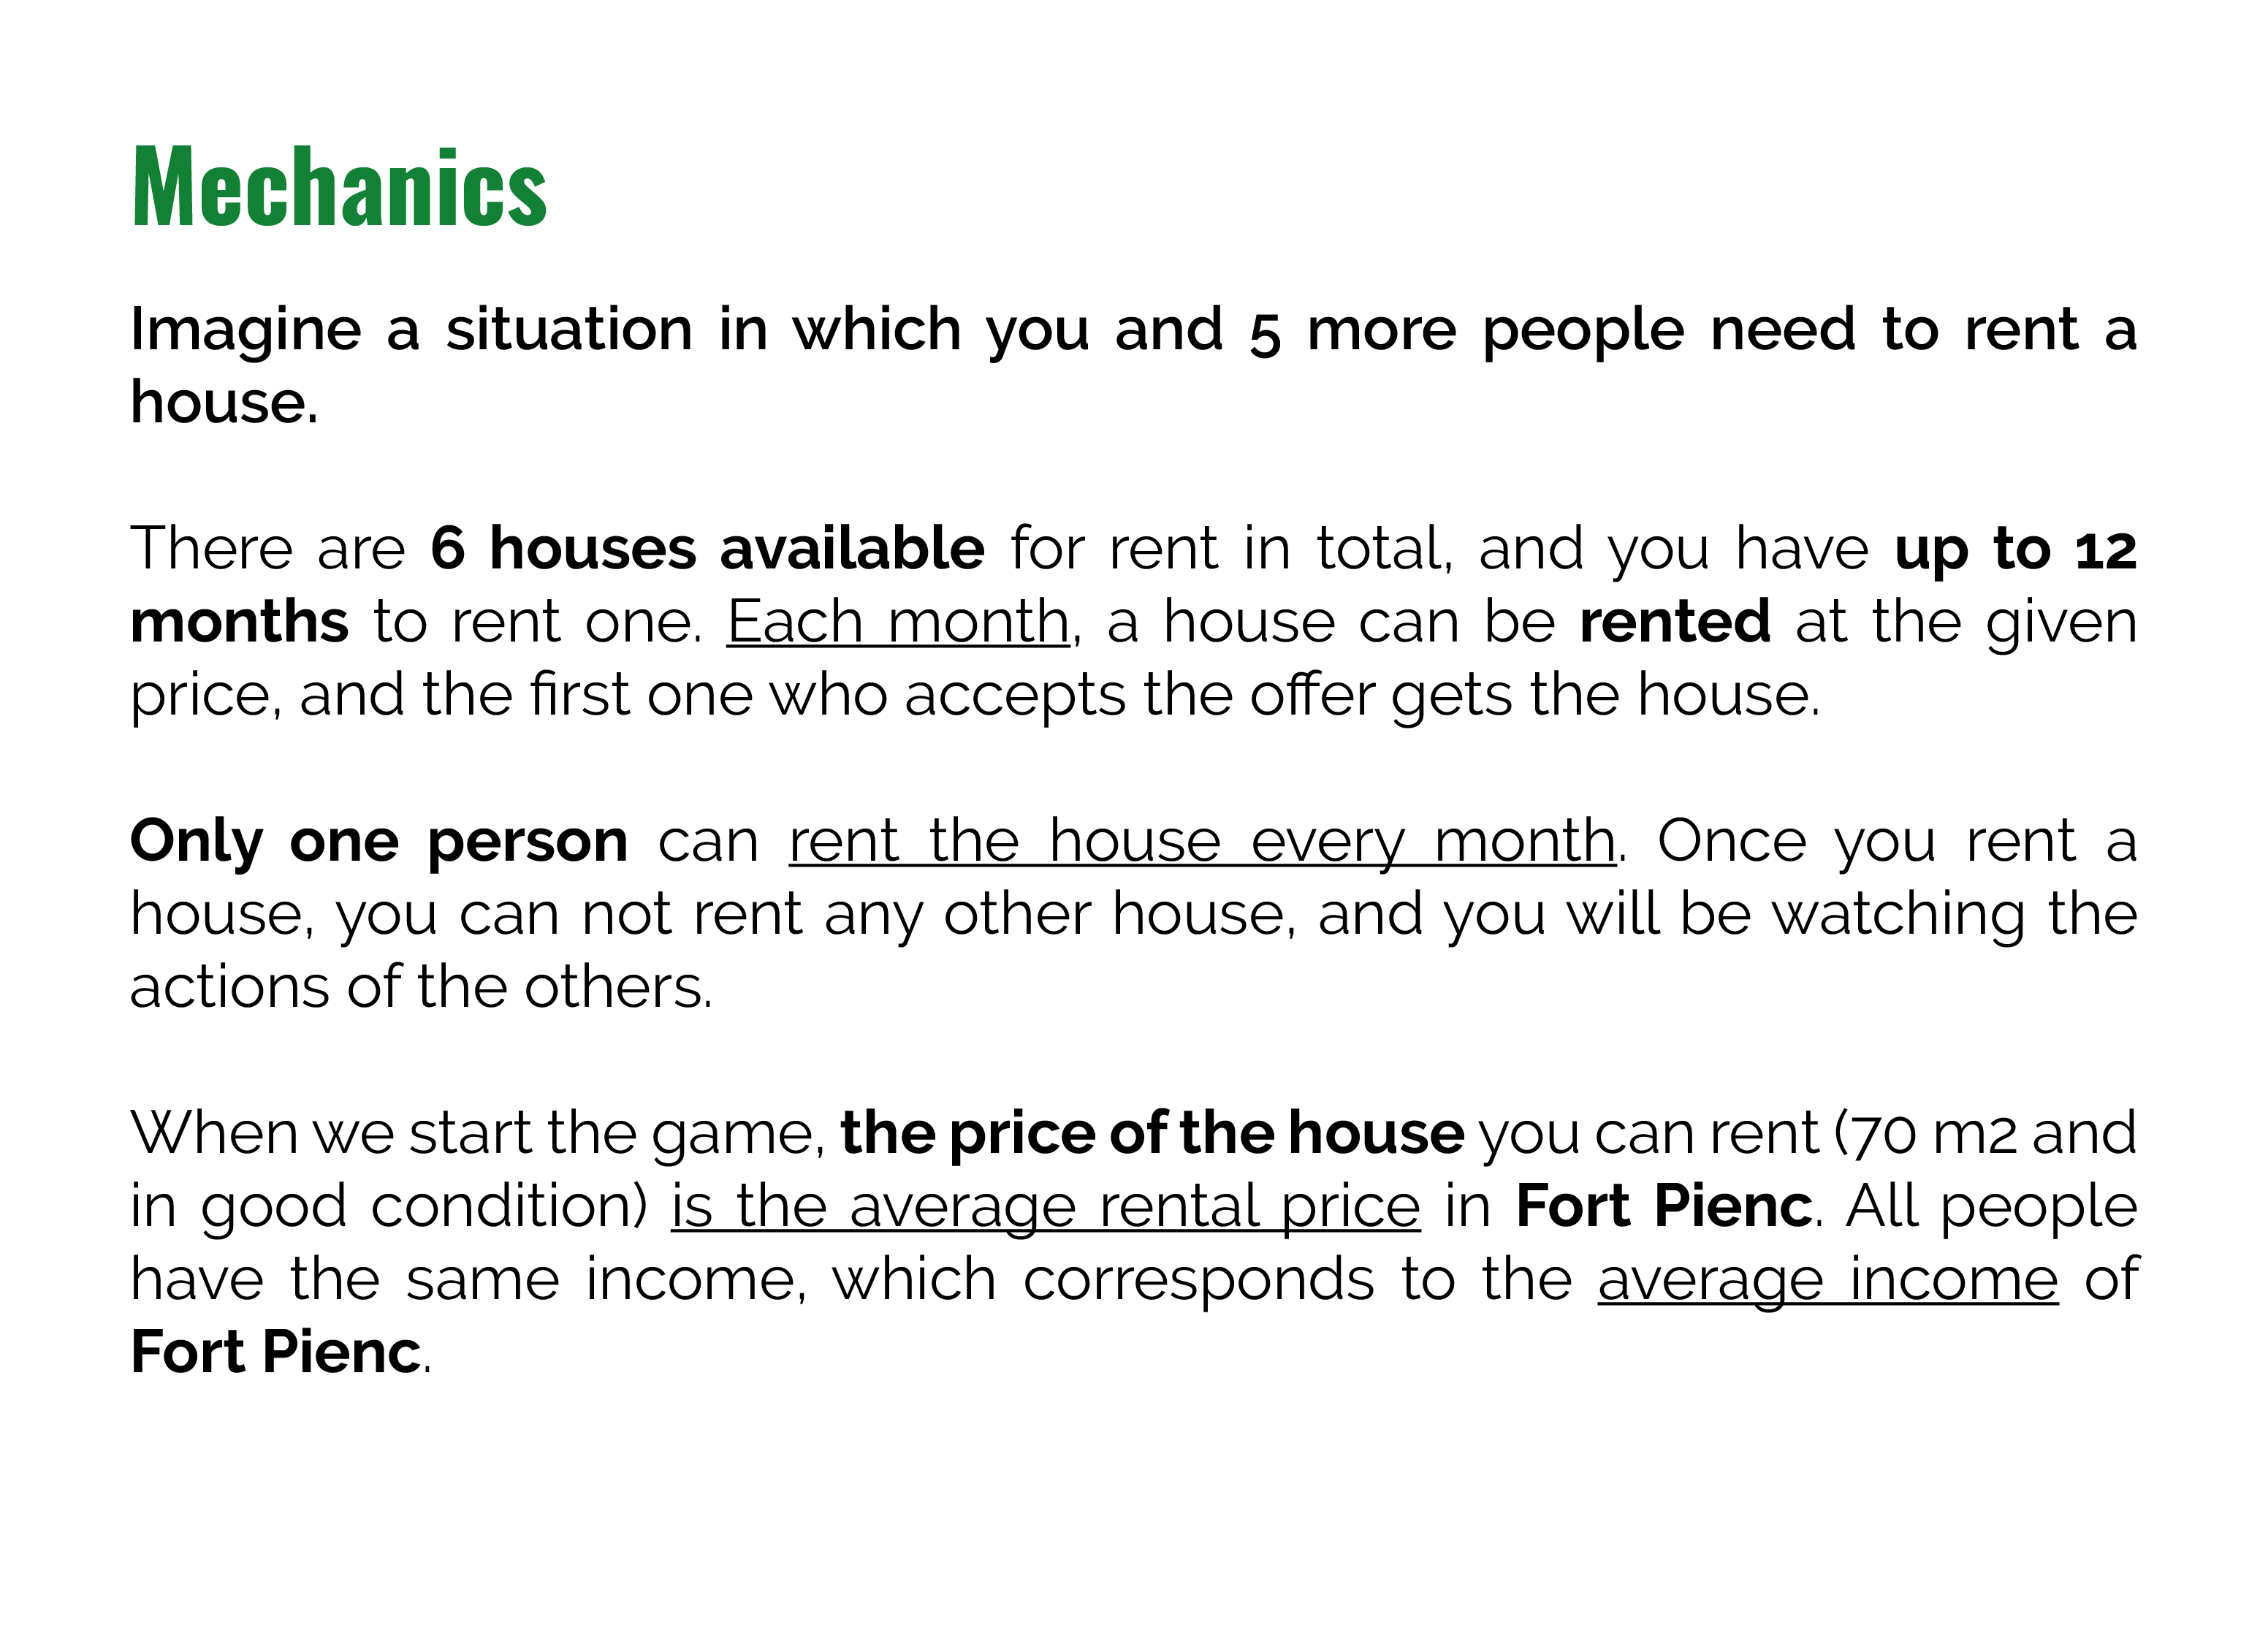 Mechanics
Imagine a situation in which you and 5 more people need to rent a
house.
There are 6 houses available for rent in total, and you have up to 12
months to rent one. Each month, a house can be rented at the given
price, and the first one who accepts the offer gets the house.
Only one person can rent the house every month. Once you rent a
house, you can not rent any other house, and you will be watching the
actions of the others.
When we start the game, the price of the house you can rent (70 m2 and
in good condition) is the average rental price in Fort Pienc. All people
have the same income, which corresponds to the average income of
Fort Pienc.